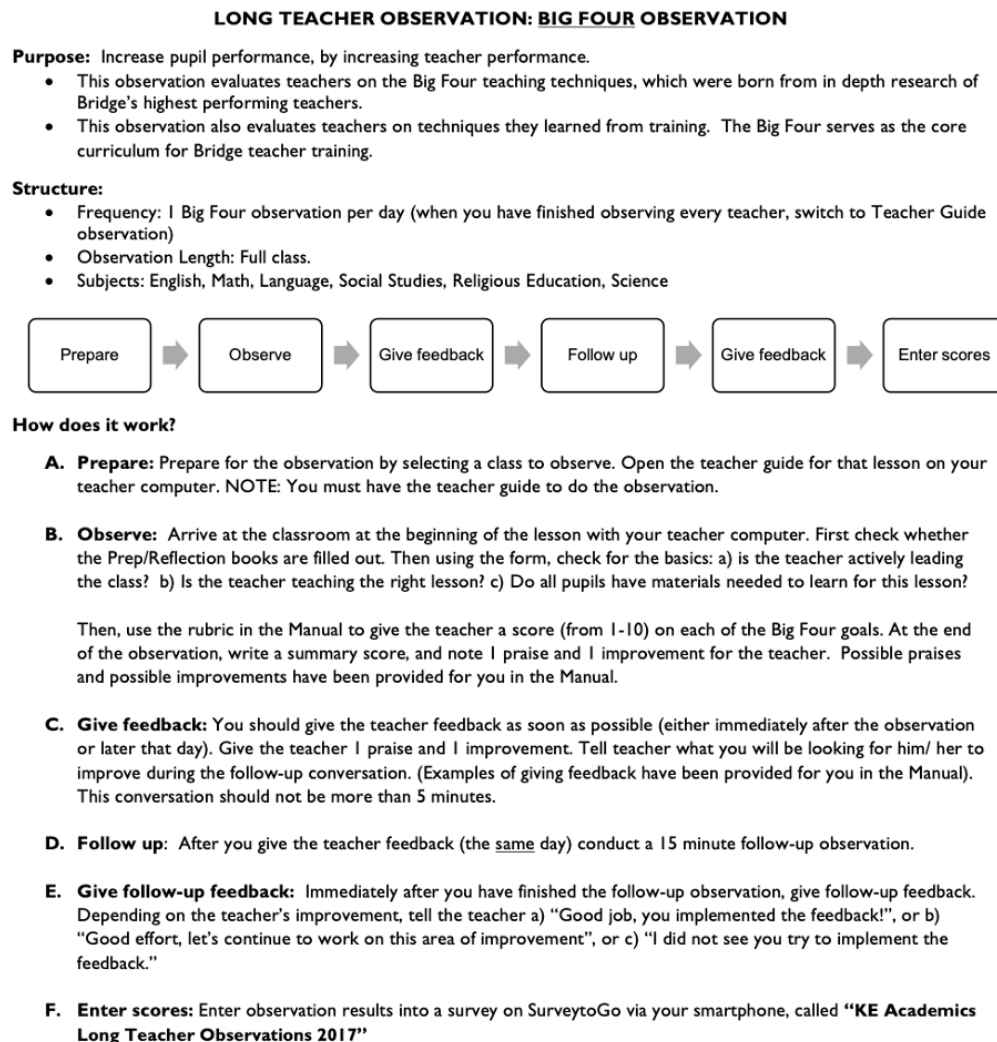 LONG TEACHER OBSERVATION: BIG FOUR OBSERVATION
Purpose: Increase pupil performance, by increasing teacher performance.
• This observation evaluates teachers on the Big Four teaching techniques, which were born from in depth research of
Bridge's highest performing teachers.
• This observation also evaluates teachers on techniques they learned from training. The Big Four serves as the core
curriculum for Bridge teacher training.
Structure:
• Frequency: 1 Big Four observation per day (when you have finished observing every teacher, switch to Teacher Guide
observation)
• Observation Length: Full class.
• Subjects: English, Math, Language, Social Studies, Religious Education, Science
Prepare Observe Give feedback Follow up Give feedback Enter scores
How does it work?
A. Prepare: Prepare for the observation by selecting a class to observe. Open the teacher guide for that lesson on your
teacher computer. NOTE: You must have the teacher guide to do the observation.
B. Observe: Arrive at the classroom at the beginning of the lesson with your teacher computer. First check whether
the Prep/Reflection books are filled out. Then using the form, check for the basics: a) is the teacher actively leading
the class? b) Is the teacher teaching the right lesson? c) Do all pupils have materials needed to learn for this lesson?
Then, use the rubric in the Manual to give the teacher a score (from 1-10) on each of the Big Four goals. At the end
of the observation, write a summary score, and note 1 praise and 1 improvement for the teacher. Possible praises
and possible improvements have been provided for you in the Manual.
C. Give feedback: You should give the teacher feedback as soon as possible (either immediately after the observation
or later that day). Give the teacher 1 praise and 1 improvement. Tell teacher what you will be looking for him/ her to
improve during the follow-up conversation. (Examples of giving feedback have been provided for you in the Manual).
This conversation should not be more than 5 minutes.
D. Follow up: After you give the teacher feedback (the same day) conduct a 15 minute follow-up observation.
E. Give follow-up feedback: Immediately after you have finished the follow-up observation, give follow-up feedback.
Depending on the teacher's improvement, tell the teacher a) "Good job, you implemented the feedback!", or b)
"Good effort, let's continue to work on this area of improvement", or c) "I did not see you try to implement the
feedback."
F. Enter scores: Enter observation results into a survey on SurveytoGo via your smartphone, called "KE Academics
Long Teacher Observations 2017"